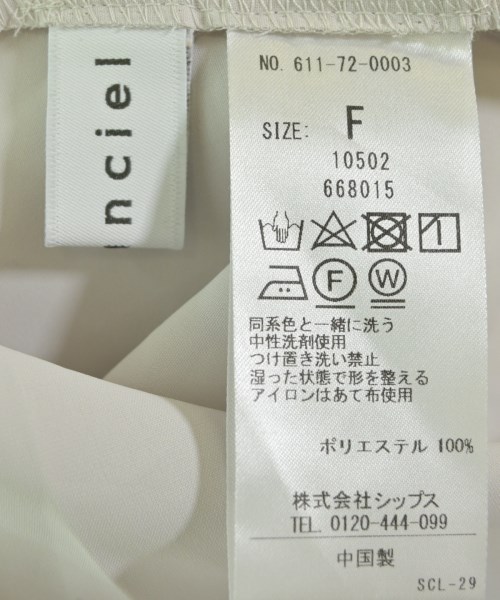 nciel
NO. 611-72-0003
SIZE: F
10502
668015
F
W
同系色と一緒に洗う
中性洗剤使用
つけ置き洗い禁止
湿った状態で形を整える
アイロンはあて布使用
ポリエステル 100%
株式会社シップス
TEL. 0120-444-099
中国製
SCL-29